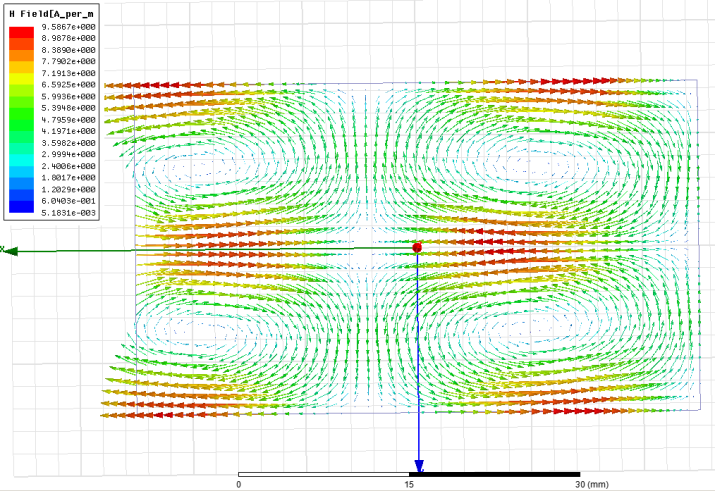 H Field[A_per_m
9.5867e+000
8.9878e+000
8.3890e+000
7.7902e+000
7.1913e+000
6.5925e+000
5.9936e+000
5.3948e+000
4.7959e+000
4.1971e+000
3.5982e+000
2.9994e+000
2.4006e+000
1.8017e+000
1.2029e+000
6.0403e-001
5.1831e-003
0 15 30 (mm)